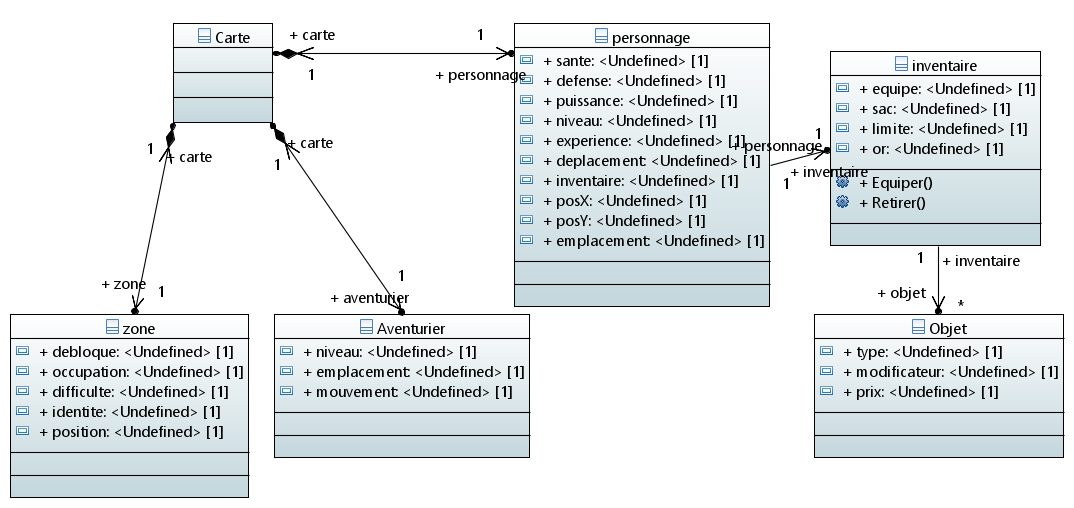 Carte
+ carte
1
1
+ personnage
personnage
+ sante: <Undefined> [1]
+ defense: <Undefined> [1]
+ puissance: <Undefined> [1]
+ niveau: <Undefined> [1]
+ experience: <Undefined> [1]
+ deplacement: <Undefined> [1]
+ inventaire: <Undefined> [1]
+ posX: <Undefined> [1]
+ posY: <Undefined> [1]
+ emplacement: <Undefined> [1]
1
+ personnage
1
+ inventaire
inventaire
+ equipe: <Undefined> [1]
+ sac: <Undefined> [1]
+ limite: <Undefined> [1]
+ or: <Undefined> [1]
+ Equiper()
+ Retirer()
1
+ carte
1
+ carte
+ zone
1
1
+ aventurier
1
+ inventaire
+ objet
*
zone
+ debloque: <Undefined> [1]
+ occupation: <Undefined> [1]
+ difficulte: <Undefined> [1]
+ identite: <Undefined> [1]
+ position: <Undefined> [1]
Aventurier
+ niveau: <Undefined> [1]
+ emplacement: <Undefined> [1]
+ mouvement: <Undefined> [1]
Objet
+ type: <Undefined> [1]
+ modificateur: <Undefined> [1]
+ prix: <Undefined> [1]